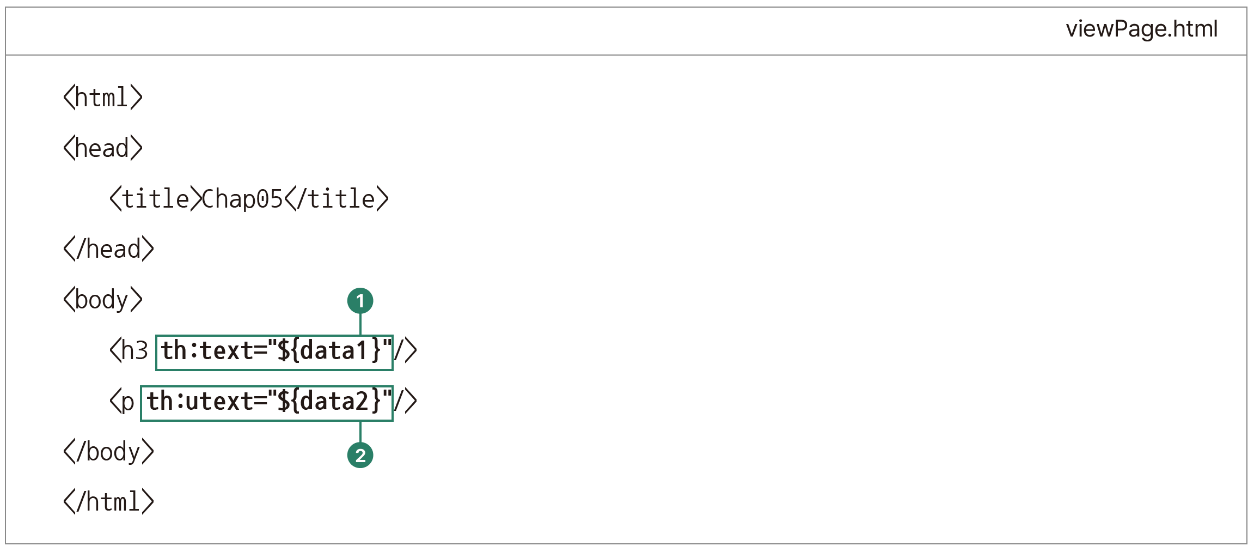 viewPage.html
<html>
<head>
<title>Chap05</title>
</head>
<body>
1
<h3 th:text="${data1}"/>
<p th:utext="${data2}"/>
</body>
2
</html>